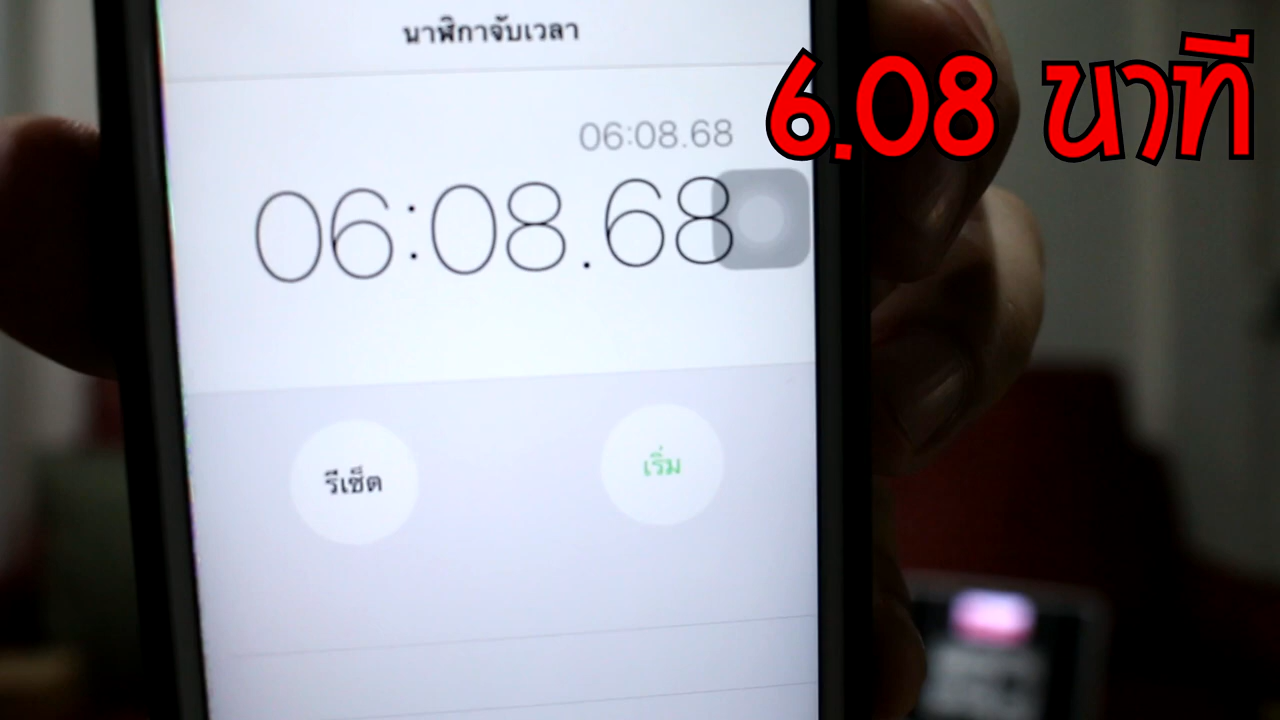 นาฬิกาจับเวลา
6.08 นาที
06:08.68
06:08.68
รีเซ็ต
เริ่ม